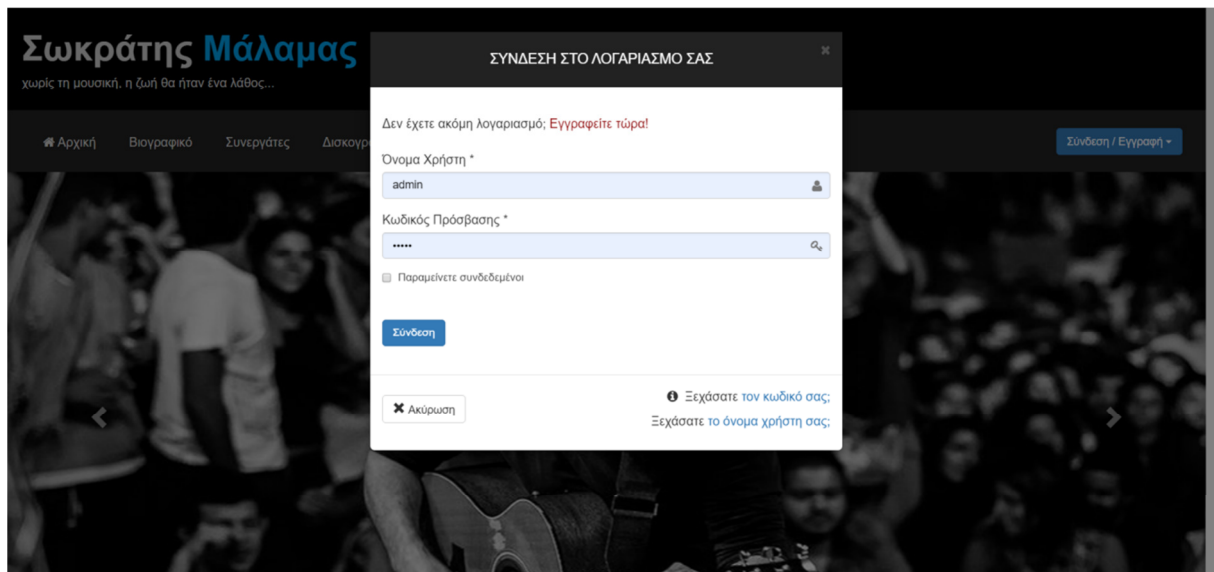 Σωκράτης Μάλαμας
χωρίς τη μουσική, η ζωή θα ήταν ένα λάθος...
Αρχική Βιογραφικό Συνεργάτες Δισκογρ
Σύνδεση / Εγγραφή
ΣΥΝΔΕΣΗ ΣΤΟ ΛΟΓΑΡΙΑΣΜΟ ΣΑΣ
Δεν έχετε ακόμη λογαριασμό; Εγγραφείτε τώρα!
Όνομα Χρήστη *
admin
Κωδικός Πρόσβασης *
•••••
Παραμείνετε συνδεδεμένοι
Σύνδεση
Ακύρωση
Ξεχάσατε τον κωδικό σας;
Ξεχάσατε το όνομα χρήστη σας;